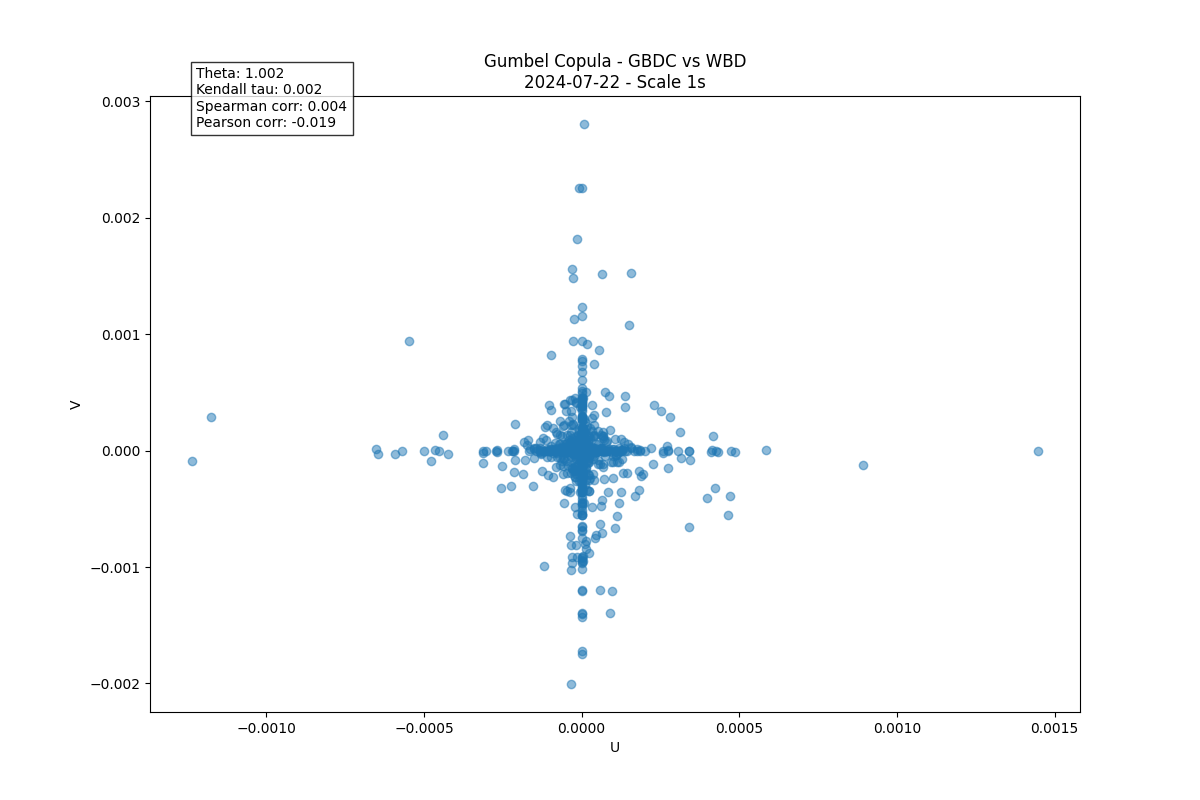 Gumbel Copula - GBDC vs WBD
2024-07-22 - Scale 1s
Theta: 1.002
Kendall tau: 0.002
Spearman corr: 0.004
Pearson corr: -0.019
0.003
0.002
0.001
0.000
−0.001
−0.002
V
−0.0010
−0.0005
0.0000
0.0005
0.0010
0.0015
U